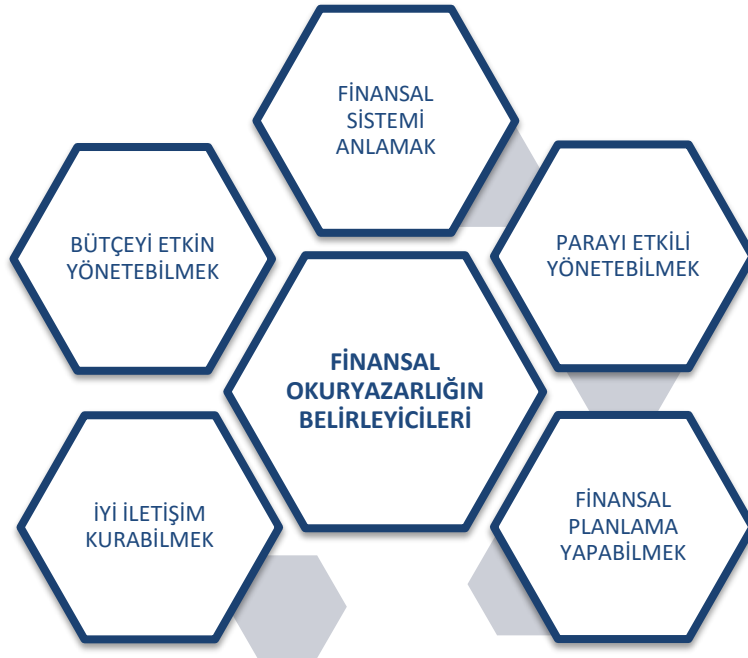 FİNANSAL
SİSTEMİ
ANLAMAK
BÜTÇEYİ ETKİN
YÖNETEBİLMEK
PARAYI ETKİLİ
YÖNETEBİLMEK
FİNANSAL
OKURYAZARLIĞIN
BELİRLEYİCİLERİ
İYİ İLETİŞİM
KURABİLMEK
FİNANSAL
PLANLAMA
YAPABİLMEK